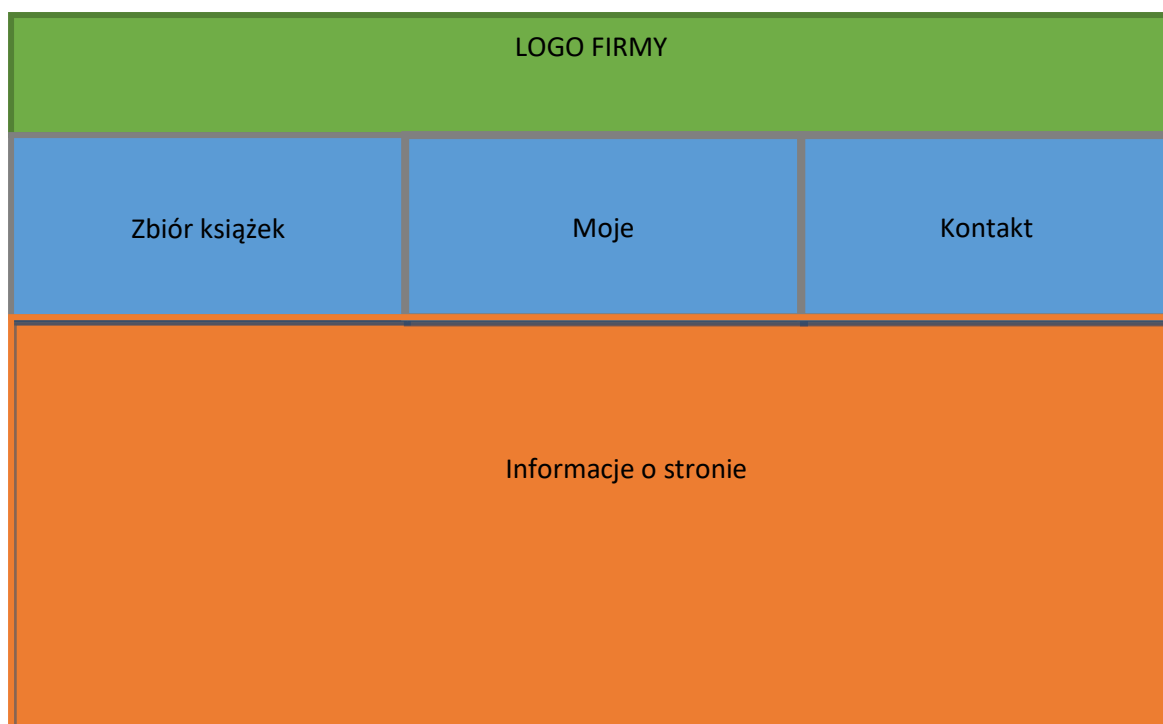 LOGO FIRMY
Zbiór książek
Moje
Kontakt
Informacje o stronie